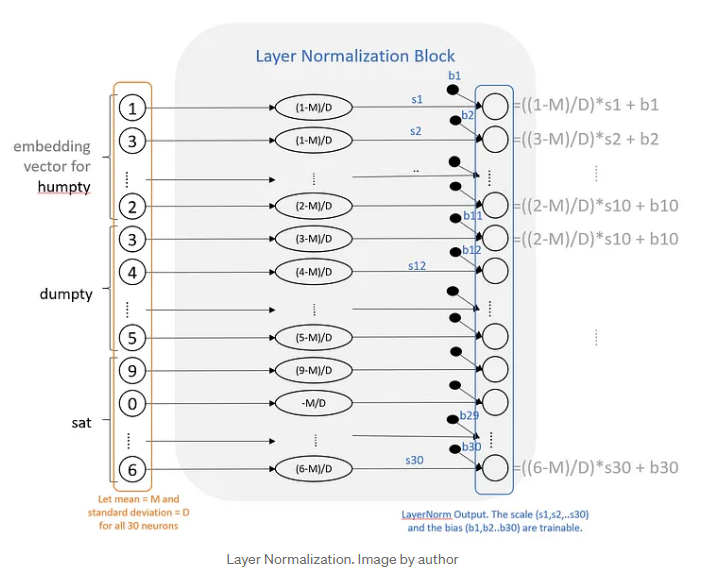 Layer Normalization Block
b1
1 (1-M)/D s1 =((1-M)/D)*s1 + b1
b2
3 (1-M)/D s2 =((3-M)/D)*s2 + b2
embedding
vector for
humpty
..
2 (2-M)/D =((2-M)/D)*s10 + b10
b11
3 (3-M)/D =((2-M)/D)*s10 + b10
b12
4 (4-M)/D s12
dumpty
5 (5-M)/D
9 (9-M)/D
0 -M/D
sat
b29
b30
6 (6-M)/D s30 =((6-M)/D)*s30 + b30
Let mean = M and
standard deviation = D
for all 30 neurons
LayerNorm Output. The scale (s1,s2,..s30)
and the bias (b1,b2..b30) are trainable.
Layer Normalization. Image by author